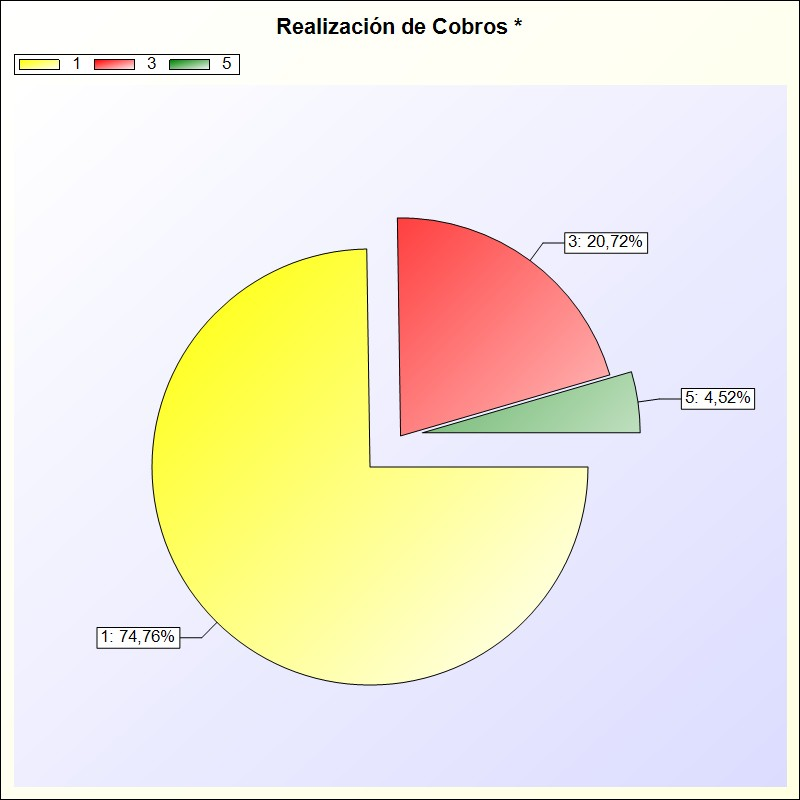 Realización de Cobros *
1 3 5
3: 20,72%
5: 4,52%
1: 74,76%